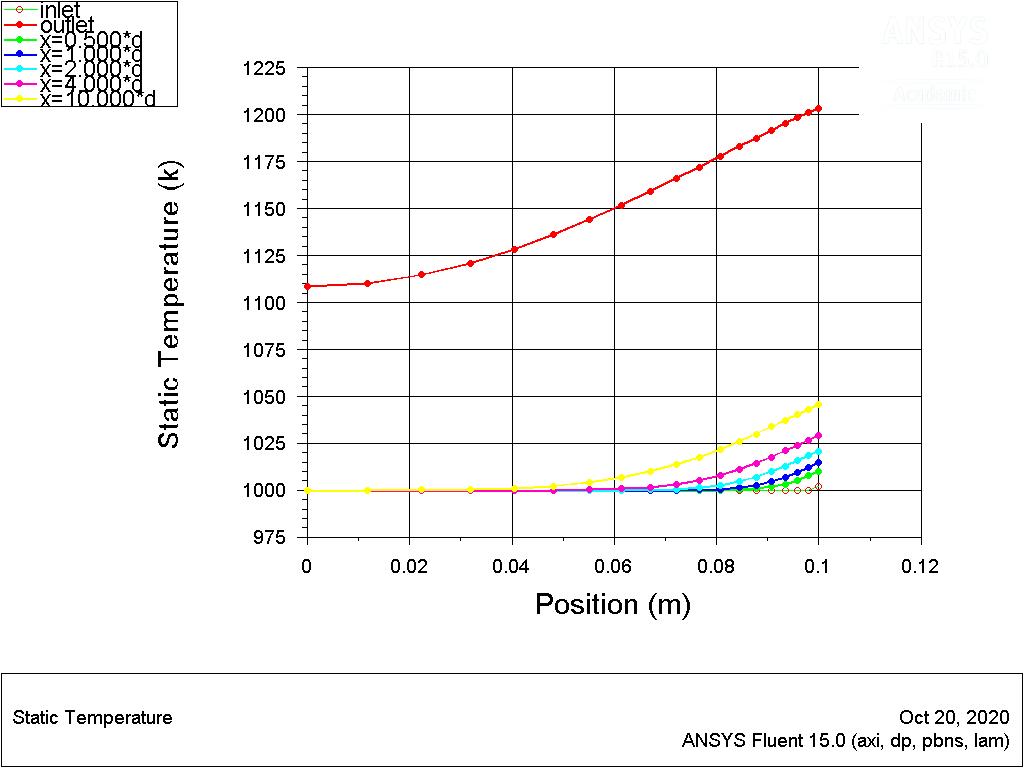 inlet
outlet
x=0.500*d
x=1.000*d
x=2.000*d
x=4.000*d
x=10.000*d
ANSYS
R15.0
Academic
1225
1200
1175
1150
1125
1100
1075
1050
1025
1000
975
Static Temperature (k)
0 0.02 0.04 0.06 0.08 0.1 0.12
Position (m)
Static Temperature
Oct 20, 2020
ANSYS Fluent 15.0 (axi, dp, pbns, lam)